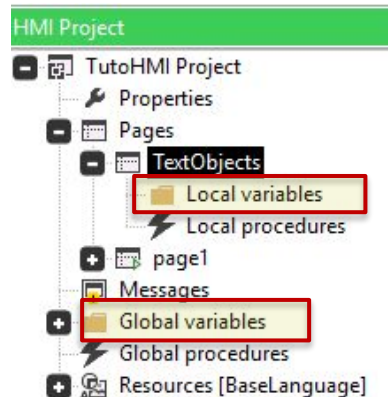 HMI Project
TutoHMI Project
Properties
Pages
TextObjects
Local variables
Local procedures
page1
Messages
Global variables
Global procedures
Resources [BaseLanguage]